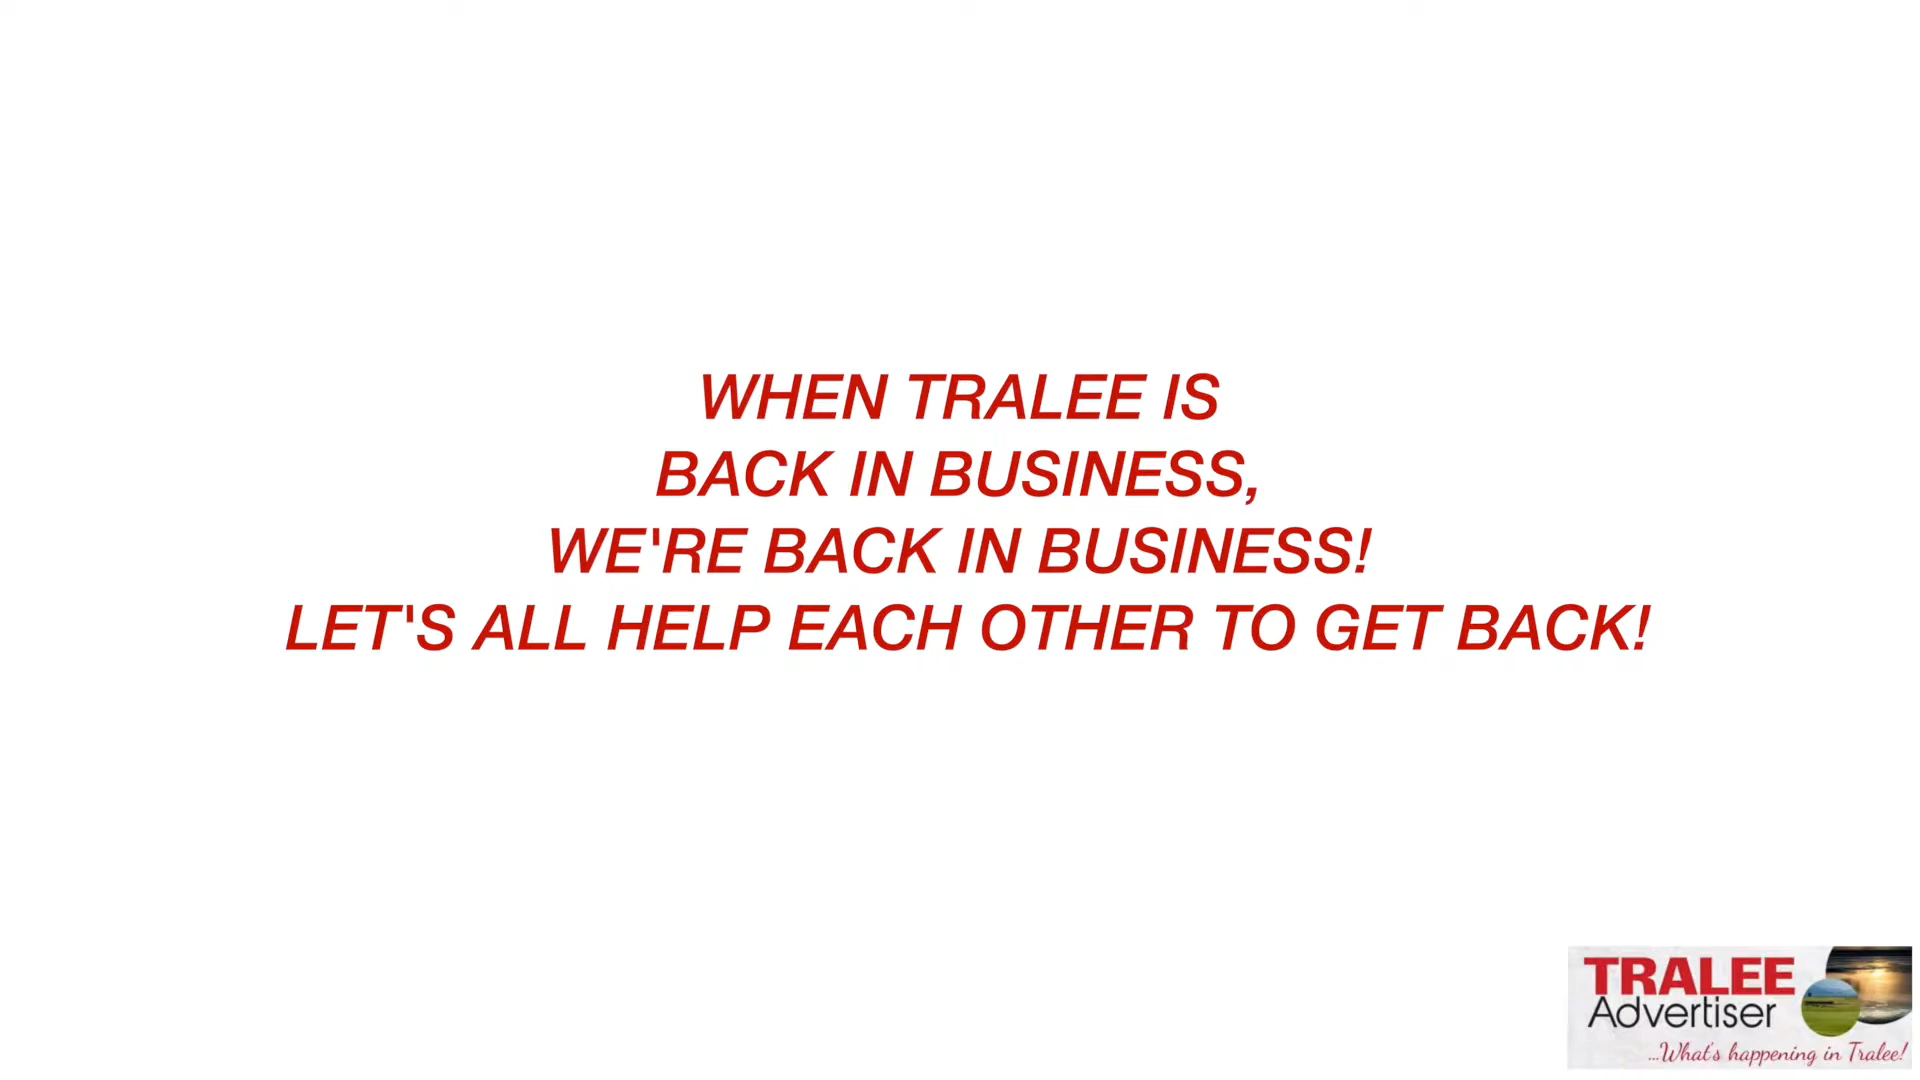 WHEN TRALEE IS
BACK IN BUSINESS,
WE'RE BACK IN BUSINESS!
LET'S ALL HELP EACH OTHER TO GET BACK!
TRALEE
Advertiser
...What's happening in Tralee!